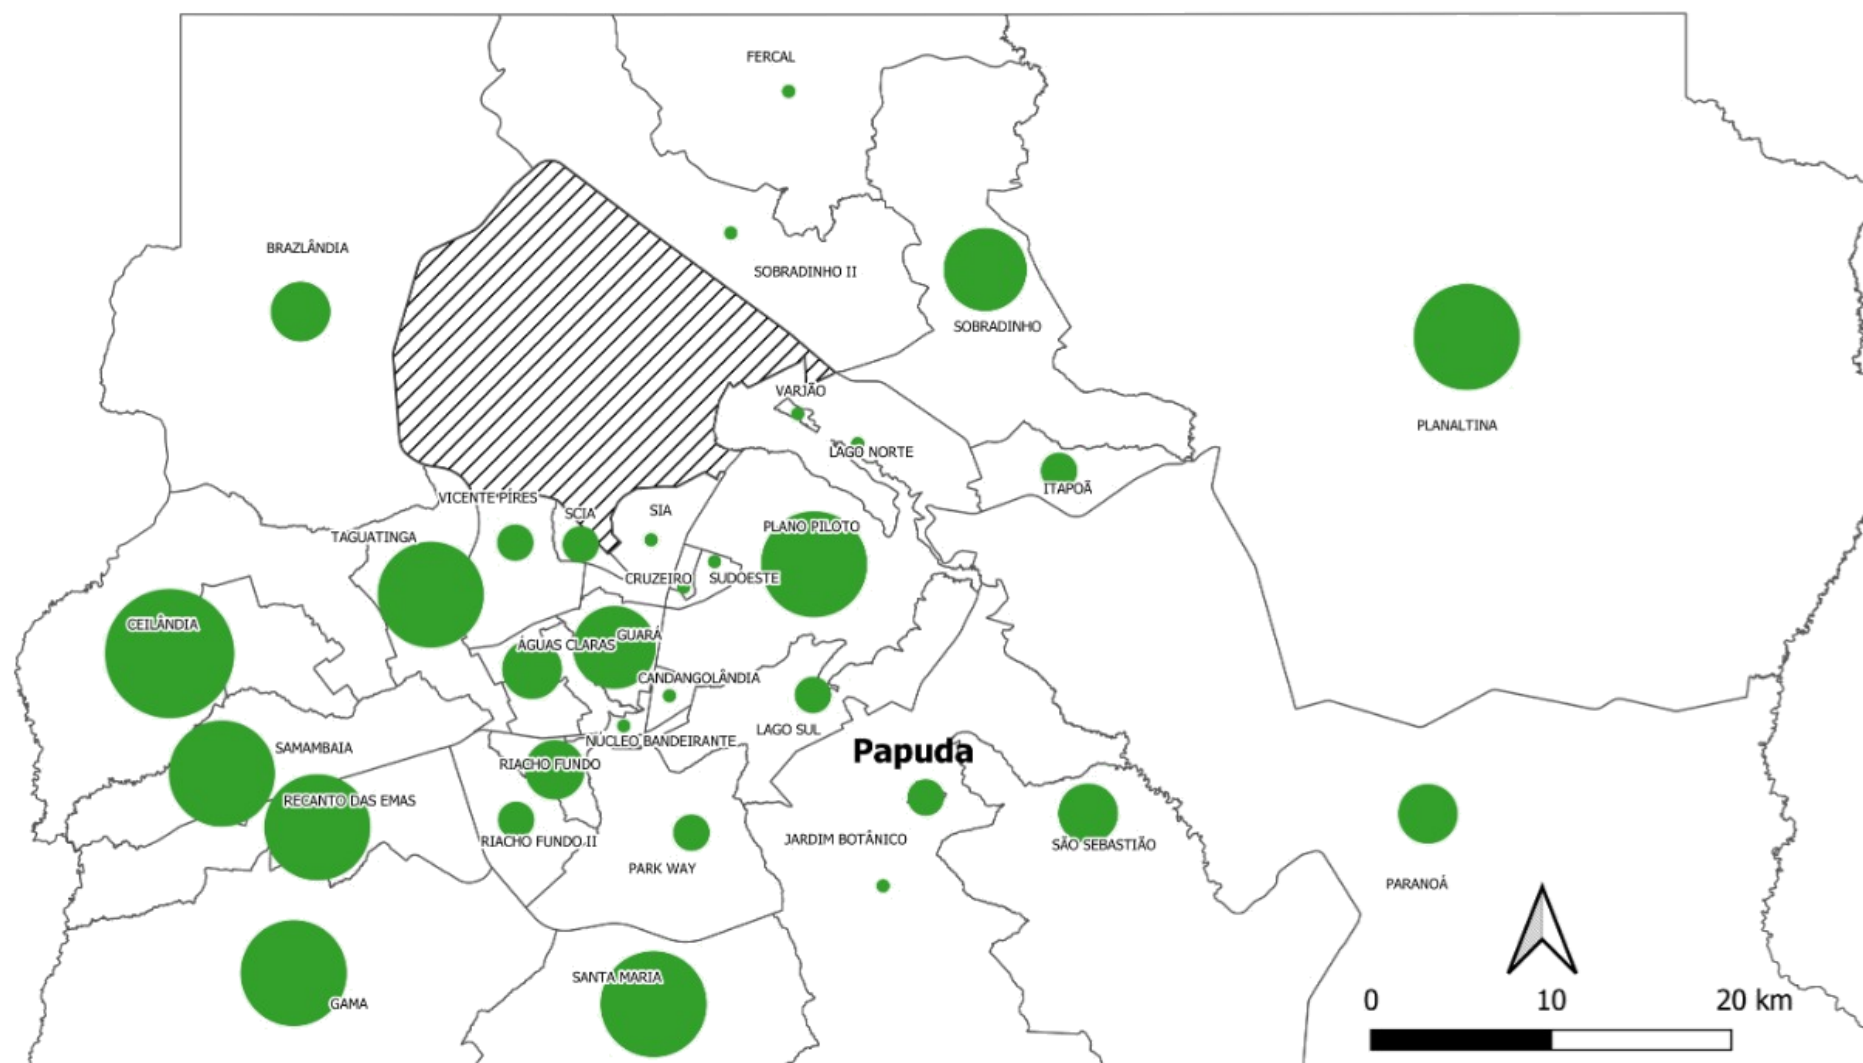 FERCAL
BRAZLÂNDIA
SOBRADINHO II
SOBRADINHO
VARJÃO
PLANALTINA
LAGO NORTE
ITAPOÃ
VICENTE PIRES
SCIA
SIA
PLANO PILOTO
TAGUATINGA
CRUZEIRO
SUDOESTE
CEILÂNDIA
GUARÁ
ÁGUAS CLARAS
CANDANGOLÂNDIA
LAGO SUL
NÚCLEO BANDEIRANTE
SAMAMBAIA
Papuda
RIACHO FUNDO
RECANTO DAS EMAS
RIACHO FUNDO II
JARDIM BOTÂNICO
SÃO SEBASTIÃO
PARK WAY
PARANOÁ
SANTA MARIA
GAMA
0 10 20 km